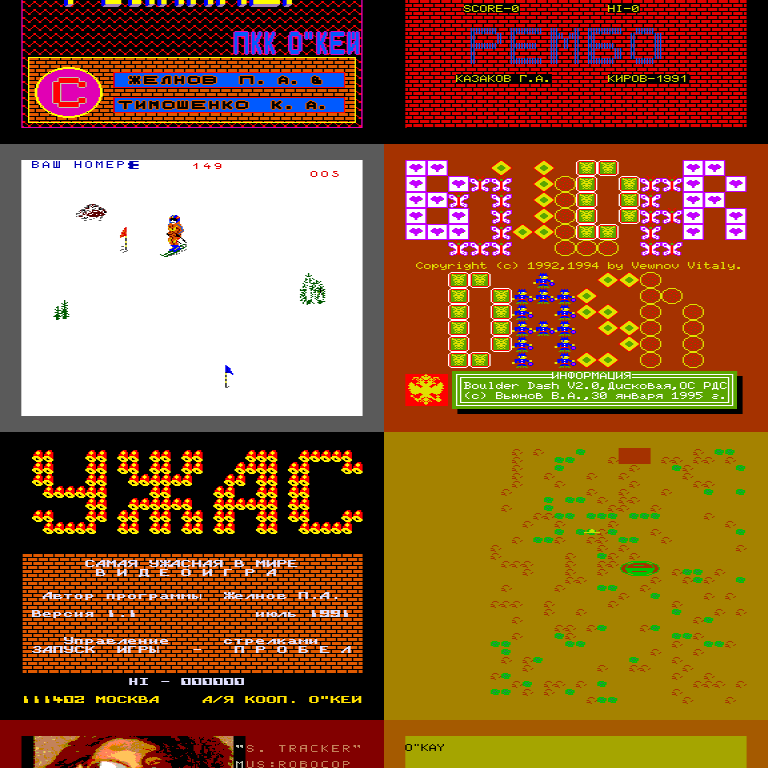 ПКК О"КЕЙ
С
ЖЕЛНОВ П. А. &
ТИМОШЕНКО К. А.
SCORE-0 HI-0
РЕМБО
КАЗАКОВ Г.А. КИРОВ-1991
ВАШ НОМЕР 149
005
Copyright (c) 1992,1994 by Vewnov Vitaly.
ИНФОРМАЦИЯ
Boulder Dash V2.0,Дисковая,ОС РДС
(c) Вьюнов В.А.,30 января 1995 г.
УЖАС
САМАЯ УЖАСНАЯ В МИРЕ
ВИДЕОИГРА
Автор программы Желнов П.А.
Версия 1.1 июль 1991
Управление стрелками
ЗАПУСК ИГРЫ - ПРОБЕЛ
HI - 000000
111402 МОСКВА А/Я КООП. О"КЕЙ
"S. TRACKER"
MUS:ROBOCOP
O"KAY